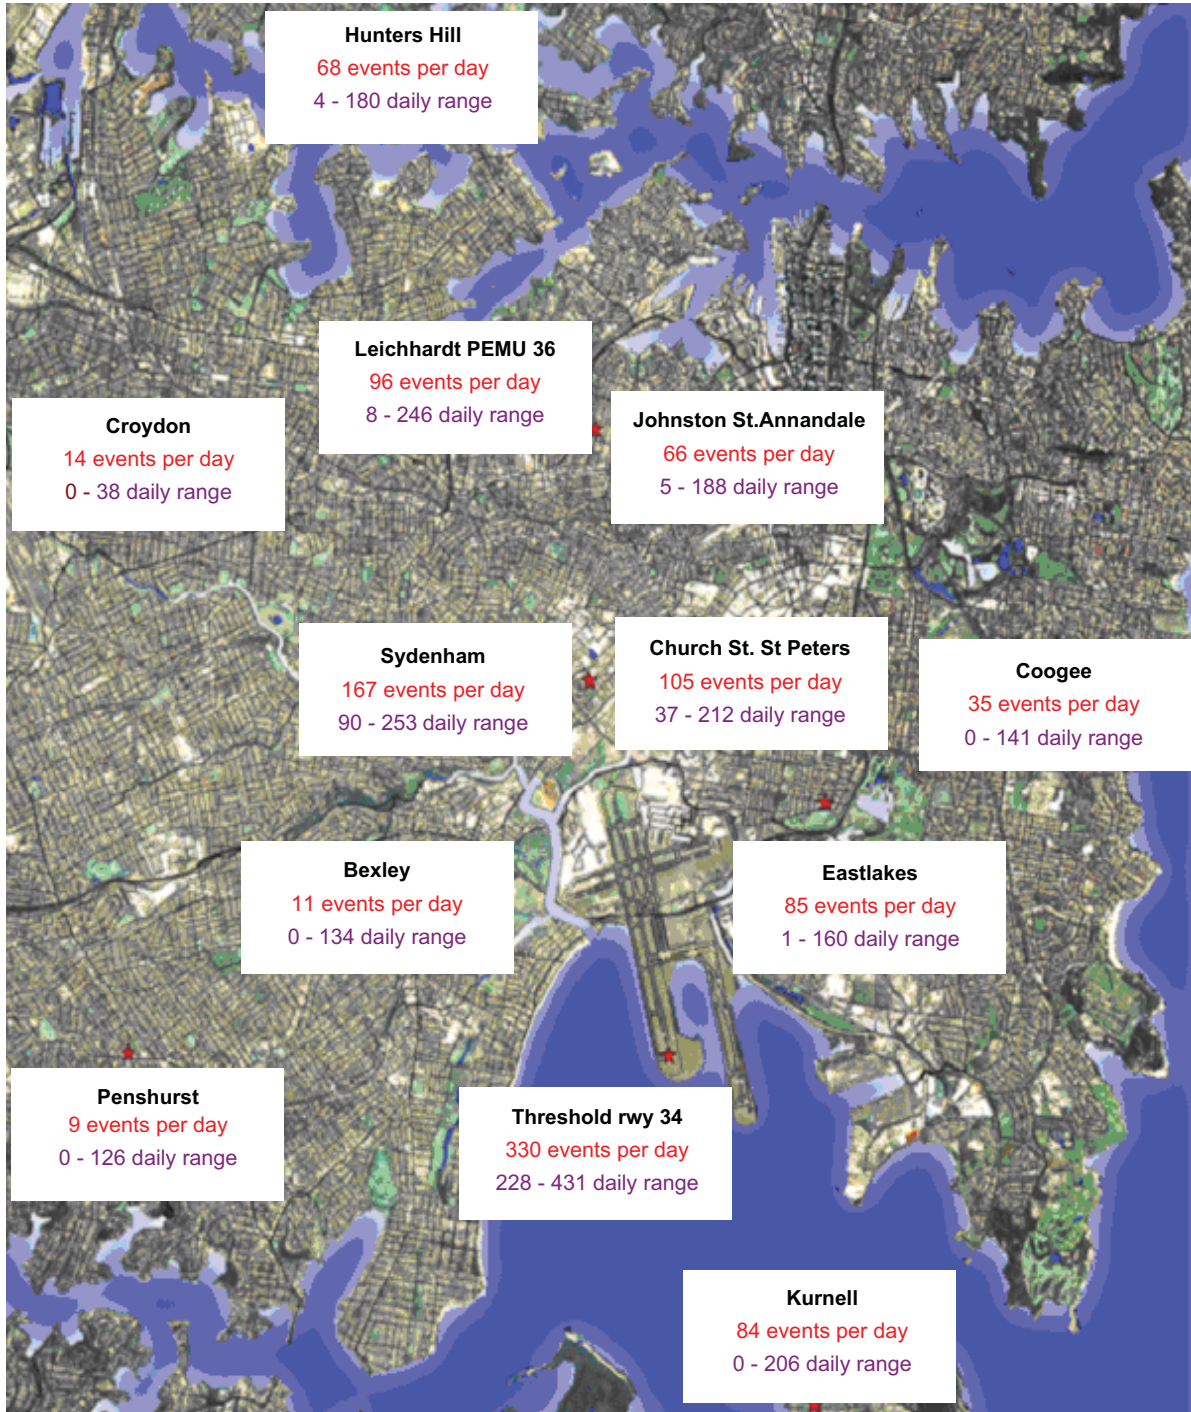 Hunters Hill
68 events per day
4 - 180 daily range
Leichhardt PEMU 36
96 events per day
8 - 246 daily range
Johnston St.Annandale
66 events per day
5 - 188 daily range
Croydon
14 events per day
0 - 38 daily range
Sydenham
167 events per day
90 - 253 daily range
Church St. St Peters
105 events per day
37 - 212 daily range
Coogee
35 events per day
0 - 141 daily range
Bexley
11 events per day
0 - 134 daily range
Eastlakes
85 events per day
1 - 160 daily range
Penshurst
9 events per day
0 - 126 daily range
Threshold rwy 34
330 events per day
228 - 431 daily range
Kurnell
84 events per day
0 - 206 daily range